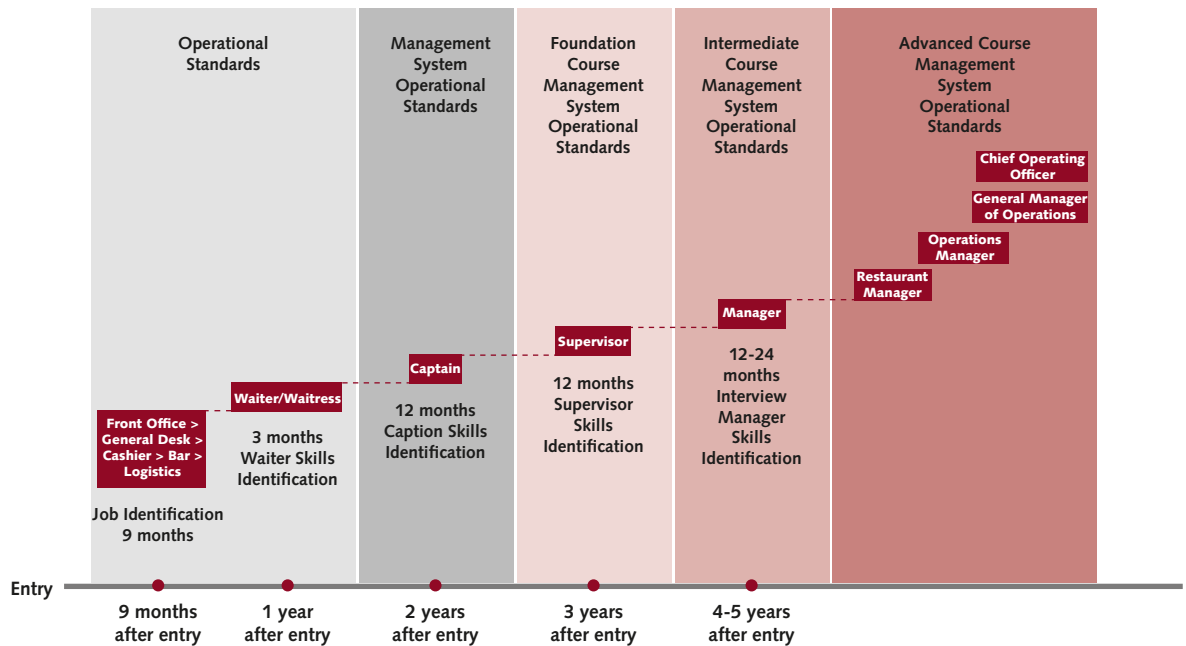 Operational
Standards
Management
System
Operational
Standards
Foundation
Course
Management
System
Operational
Standards
Intermediate
Course
Management
System
Operational
Standards
Advanced Course
Management
System
Operational
Standards
Chief Operating
Officer
General Manager
of Operations
Operations
Manager
Restaurant
Manager
Manager
12-24
months
Interview
Manager
Skills
Identification
Supervisor
12 months
Supervisor
Skills
Identification
Captain
12 months
Caption Skills
Identification
Waiter/Waitress
3 months
Waiter Skills
Identification
Front Office >
General Desk >
Cashier > Bar >
Logistics
Job Identification
9 months
Entry
9 months
after entry
1 year
after entry
2 years
after entry
3 years
after entry
4-5 years
after entry